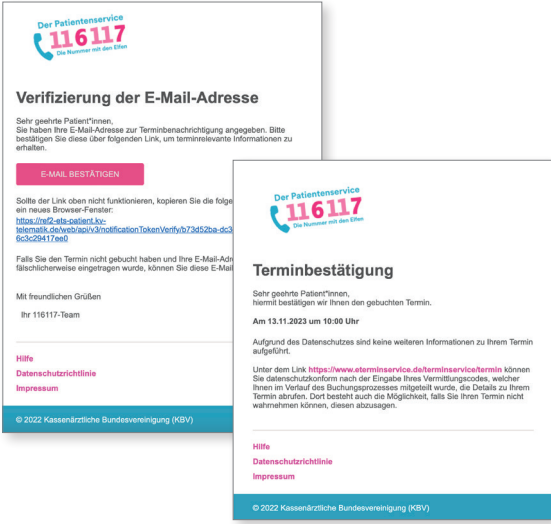 Der Patientenservice
116117
Die Nummer mit den Elfen
Verifizierung der E-Mail-Adresse
Sehr geehrte Patient*innen,
Sie haben Ihre E-Mail-Adresse zur Terminbenachrichtigung angegeben. Bitte
bestätigen Sie diese über folgenden Link, um terminrelevante Informationen zu
erhalten.
E-MAIL BESTÄTIGEN
Sollte der Link oben nicht funktionieren, kopieren Sie die folge
ein neues Browser-Fenster:
https://ref2-ets-patient.kv-
telematik.de/web/api/v3/notificationTokenVerify/b73d52ba-dc3
6c3c29417ee0
Falls Sie den Termin nicht gebucht haben und Ihre E-Mail-Adr
fälschlicherweise eingetragen wurde, können Sie diese E-Mail
Mit freundlichen Grüßen
Ihr 116117-Team
Hilfe
Datenschutzrichtlinie
Impressum
© 2022 Kassenärztliche Bundesvereinigung (KBV)
Der Patientenservice
116117
Die Nummer mit den Elfen
Terminbestätigung
Sehr geehrte Patient*innen,
hiermit bestätigen wir Ihnen den gebuchten Termin.
Am 13.11.2023 um 10:00 Uhr
Aufgrund des Datenschutzes sind keine weiteren Informationen zu Ihrem Termin
aufgeführt.
Unter dem Link https://www.eterminservice.de/terminservice/termin können
Sie datenschutzkonform nach der Eingabe Ihres Vermittlungscodes, welcher
Ihnen im Verlauf des Buchungsprozesses mitgeteilt wurde, die Details zu Ihrem
Termin abrufen. Dort besteht auch die Möglichkeit, falls Sie Ihren Termin nicht
wahrnehmen können, diesen abzusagen.
Hilfe
Datenschutzrichtlinie
Impressum
© 2022 Kassenärztliche Bundesvereinigung (KBV)